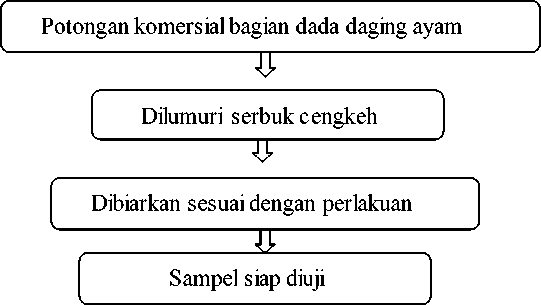 Potongan komersial bagian dada daging ayam
Dilumuri serbuk cengkeh
Dibiarkan sesuai dengan perlakuan
Sampel siap diuji